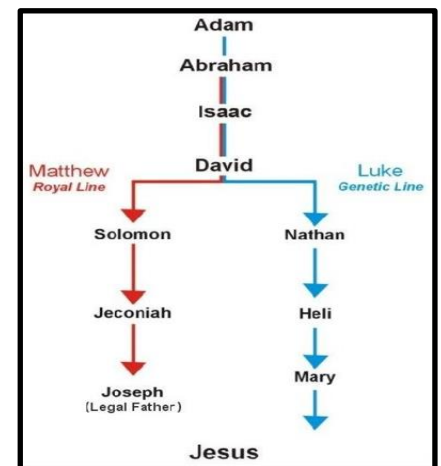 Adam
Abraham
Isaac
David
Matthew
Royal Line
Luke
Genetic Line
Solomon
Nathan
Jeconiah
Heli
Joseph
(Legal Father)
Mary
Jesus